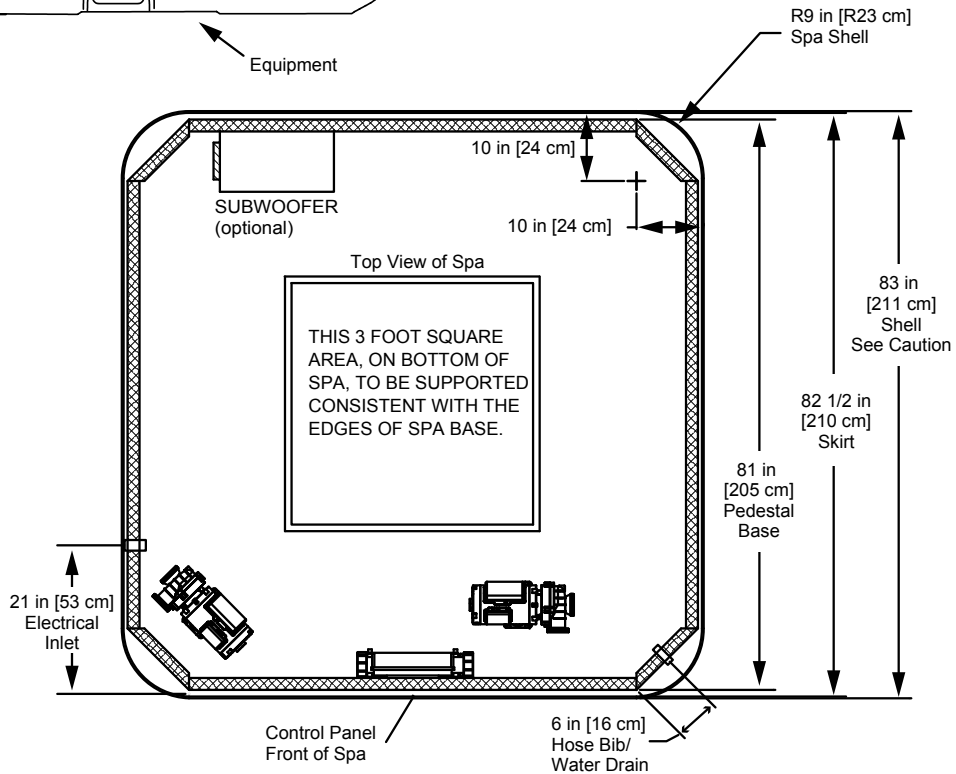 R9 in [R23 cm]
Spa Shell
Equipment
10 in [24 cm]
SUBWOOFER
(optional)
10 in [24 cm]
Top View of Spa
THIS 3 FOOT SQUARE
AREA, ON BOTTOM OF
SPA, TO BE SUPPORTED
CONSISTENT WITH THE
EDGES OF SPA BASE.
83 in
[211 cm]
Shell
See Caution
82 1/2 in
[210 cm]
Skirt
81 in
[205 cm]
Pedestal
Base
21 in [53 cm]
Electrical
Inlet
Control Panel
Front of Spa
6 in [16 cm]
Hose Bib/
Water Drain